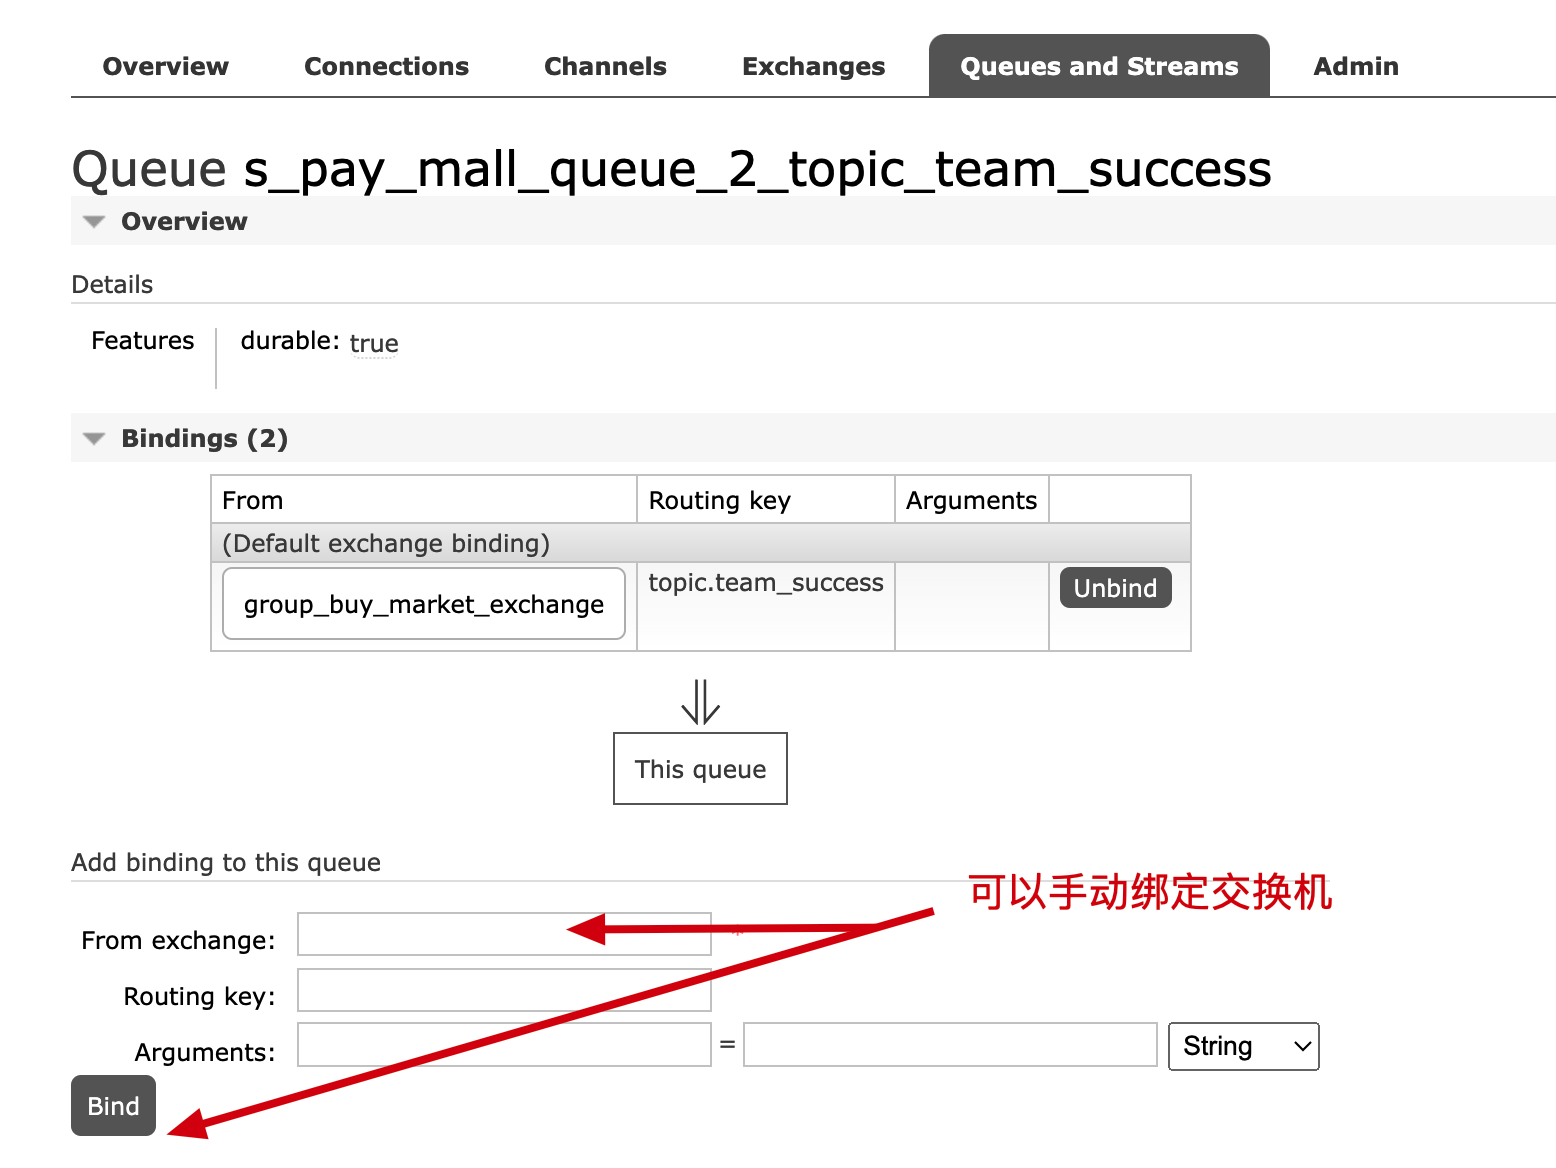 Overview Connections Channels Exchanges Queues and Streams Admin
Queue s_pay_mall_queue_2_topic_team_success
Overview
Details
Features durable: true
Bindings (2)
From Routing key Arguments
(Default exchange binding)
group_buy_market_exchange topic.team_success Unbind
This queue
Add binding to this queue
可以手动绑定交换机
From exchange: *
Routing key:
Arguments: = String
Bind